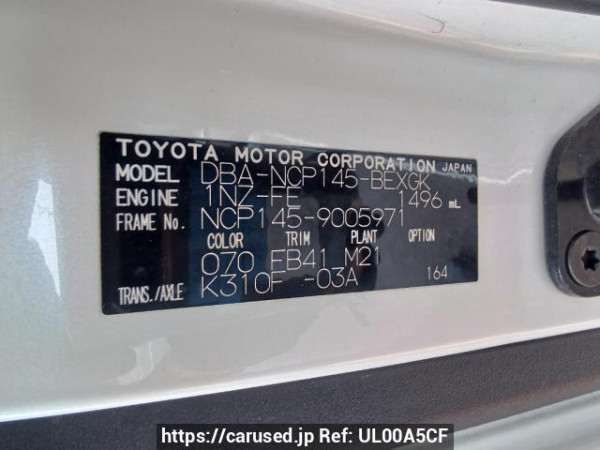 TOYOTA MOTOR CORPORATION JAPAN
MODEL DBA-NCP145-BEXGK
ENGINE 1NZ-FE 1496 mL
FRAME No. NCP145-9005971
COLOR TRIM PLANT OPTION
070 FB41 M21
TRANS./AXLE K310F -03A 164
https://carused.jp Ref: UL00A5CF